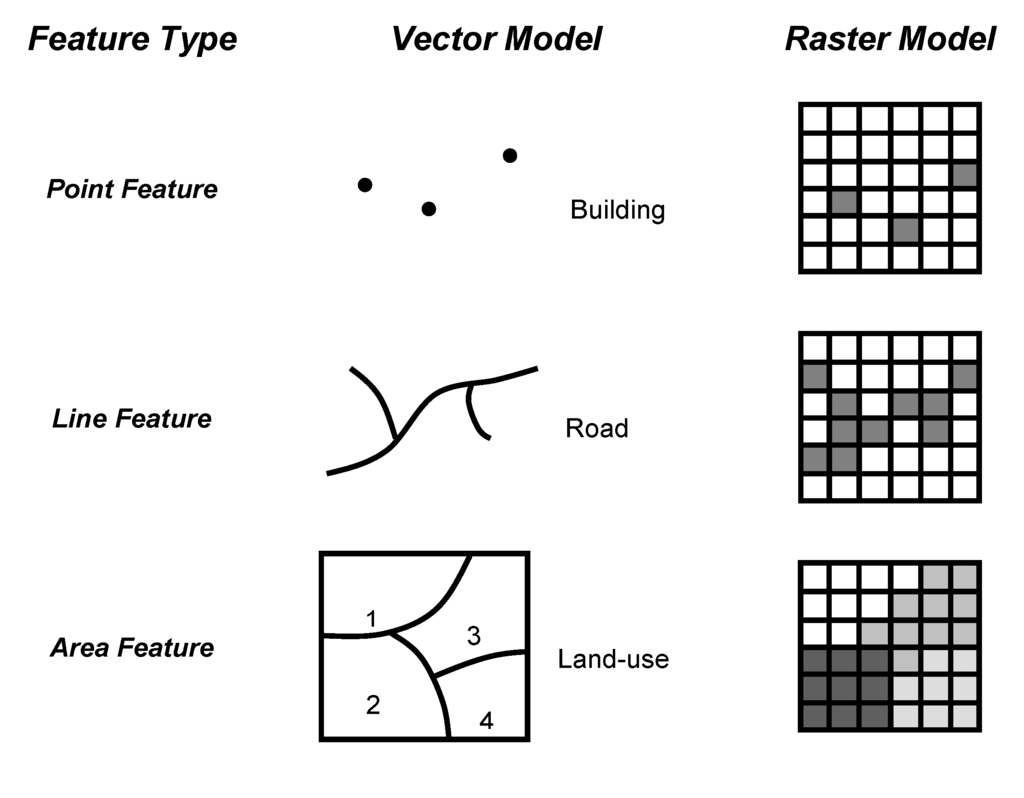 Feature Type
Vector Model
Raster Model
Point Feature
Building
Line Feature
Road
Area Feature
1
3
2
4
Land-use